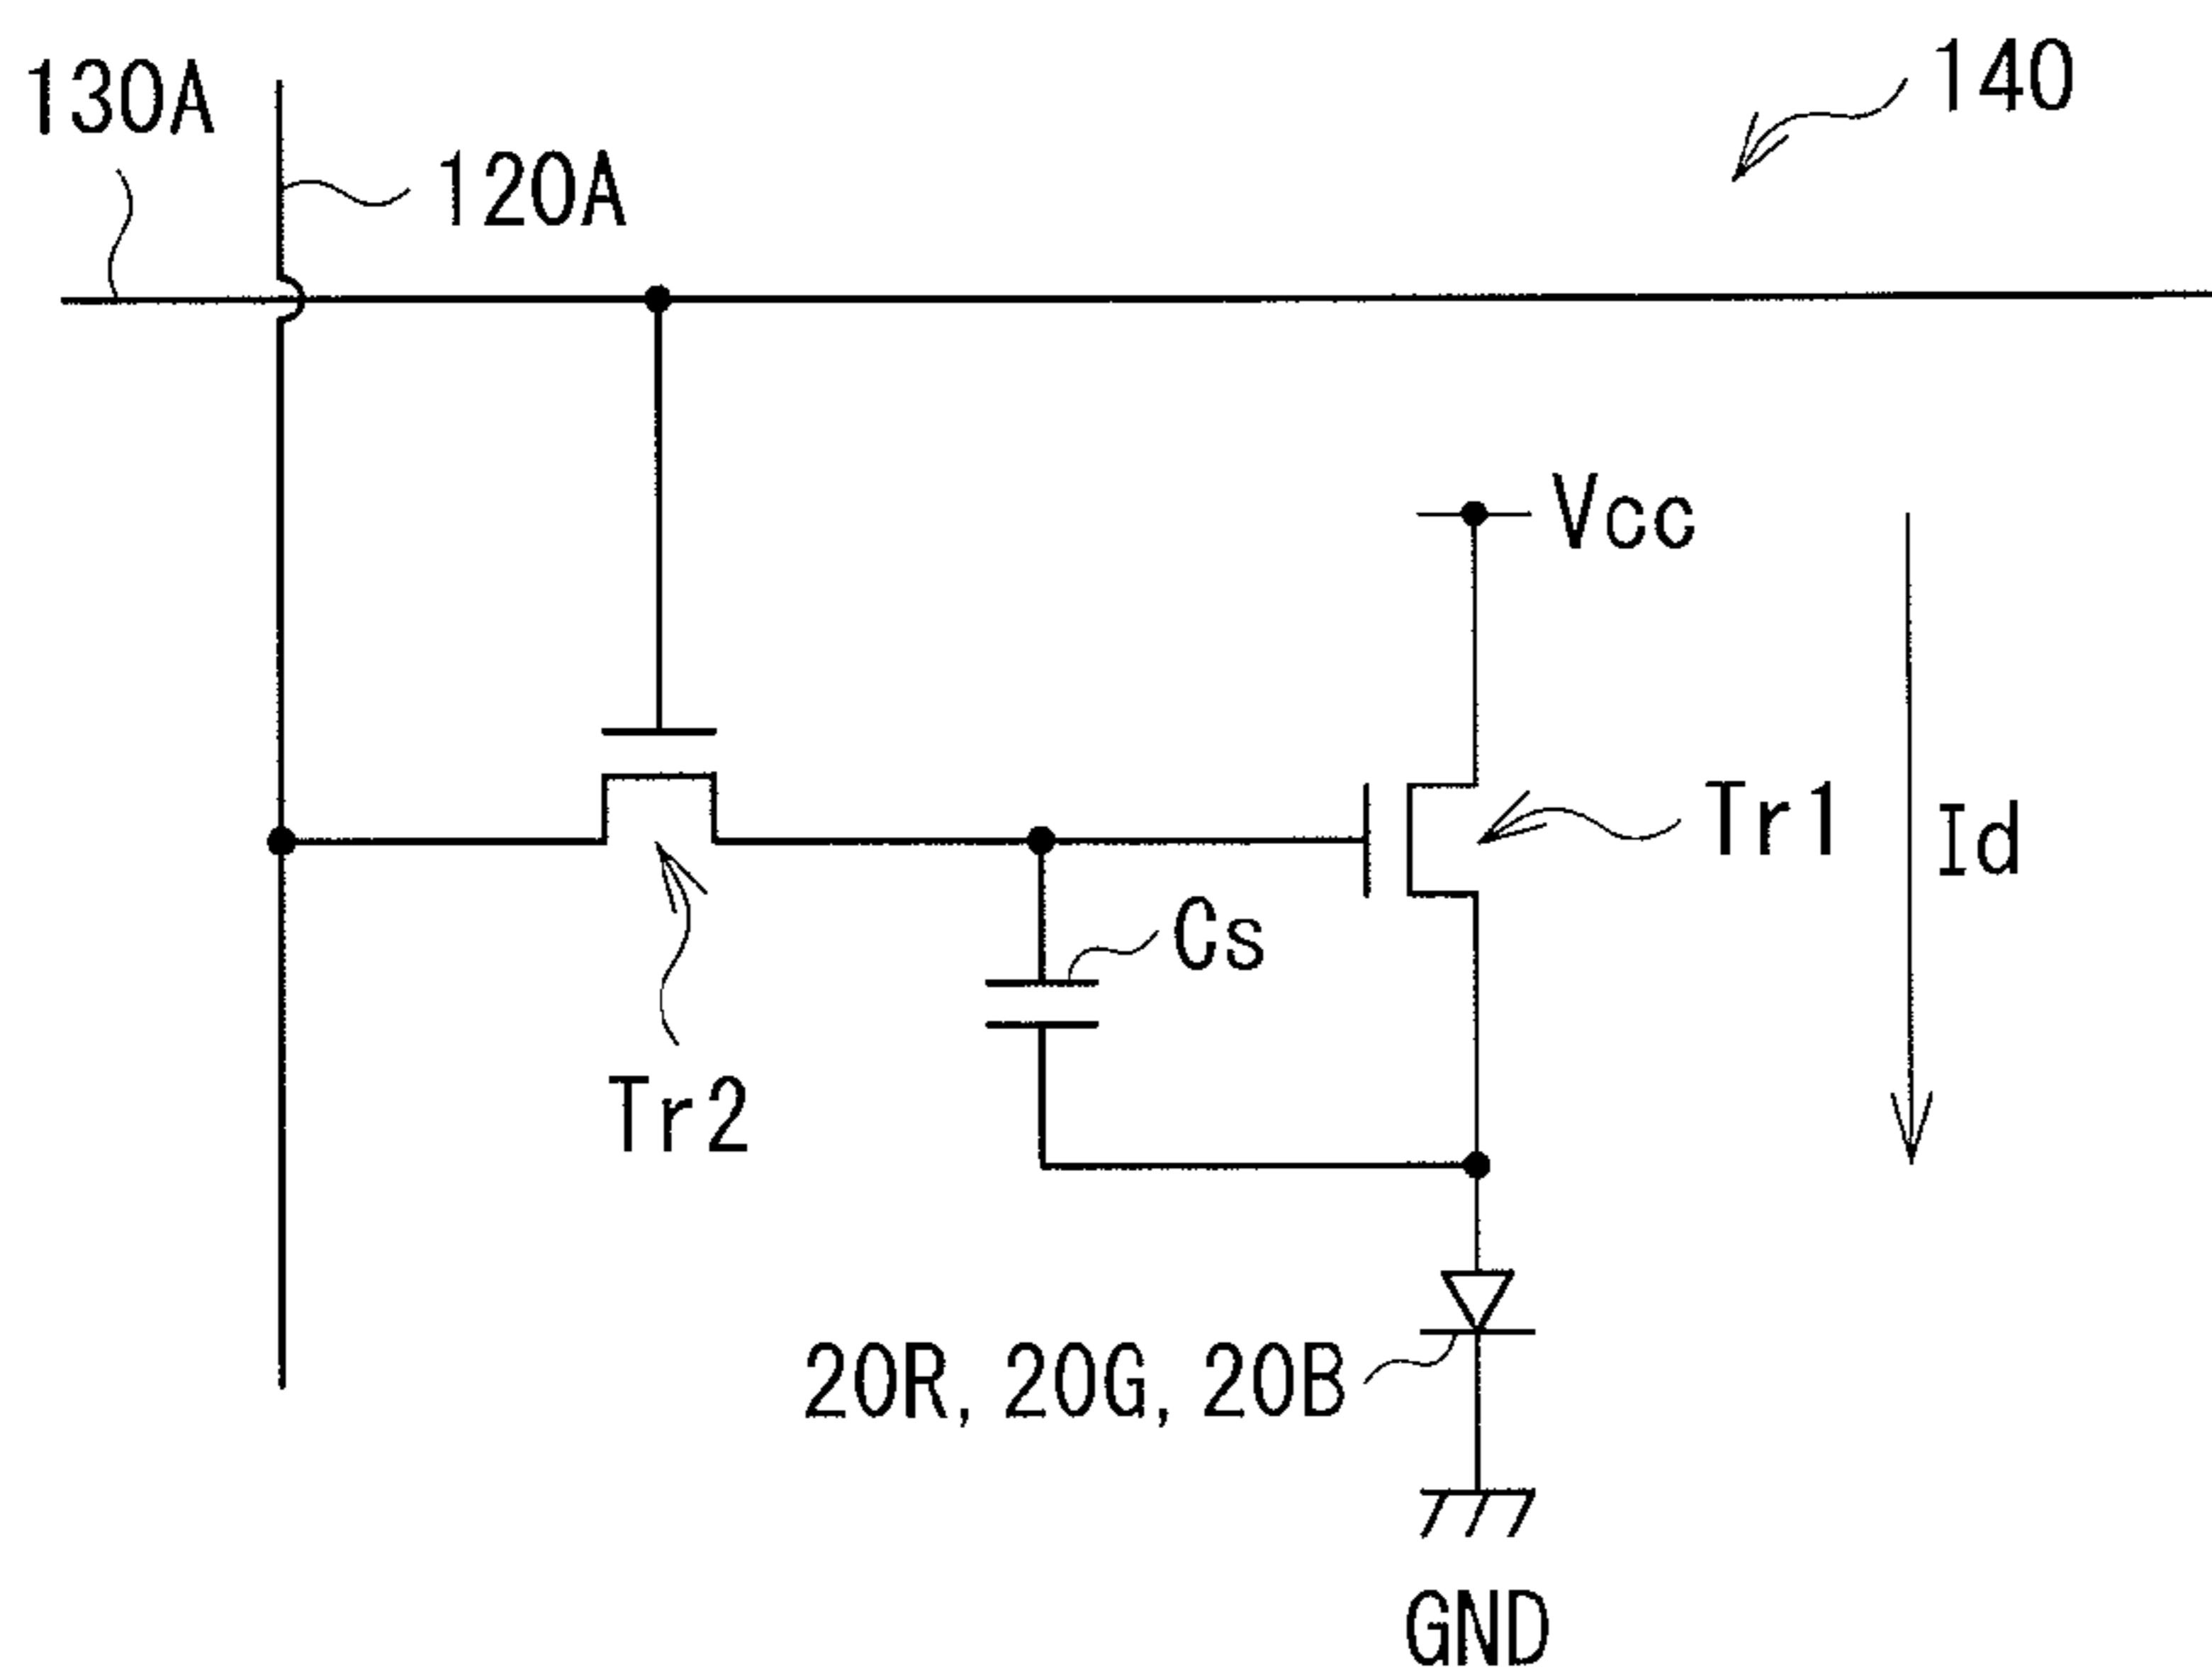 140
130A
120A
Vcc
Tr1
Id
Cs
Tr2
20R, 20G, 20B
GND